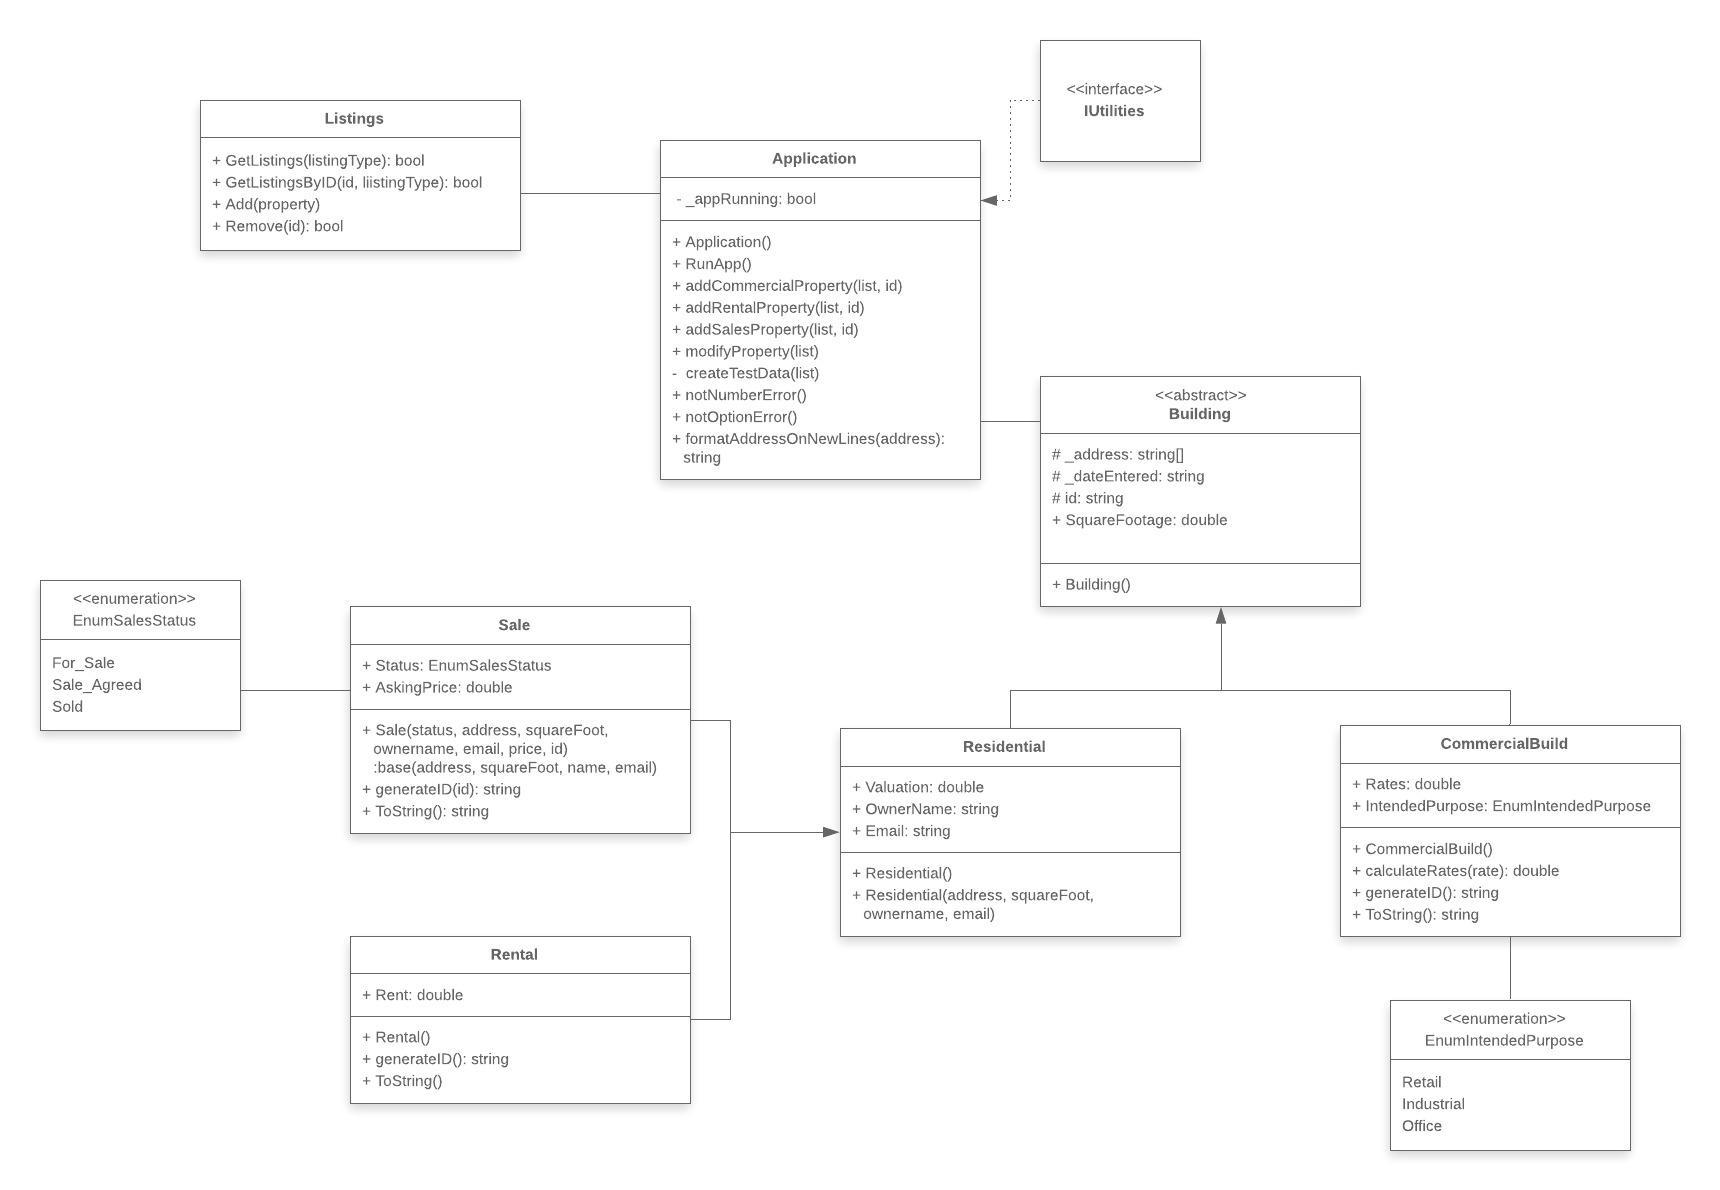 <<interface>>
IUtilities
Listings
+ GetListings(listingType): bool
+ GetListingsByID(id, liistingType): bool
+ Add(property)
+ Remove(id): bool
Application
- _appRunning: bool
+ Application()
+ RunApp()
+ addCommercialProperty(list, id)
+ addRentalProperty(list, id)
+ addSalesProperty(list, id)
+ modifyProperty(list)
- createTestData(list)
+ notNumberError()
+ notOptionError()
+ formatAddressOnNewLines(address):
string
<<abstract>>
Building
# _address: string[]
# _dateEntered: string
# id: string
+ SquareFootage: double
+ Building()
<<enumeration>>
EnumSalesStatus
For_Sale
Sale_Agreed
Sold
Sale
+ Status: EnumSalesStatus
+ AskingPrice: double
+ Sale(status, address, squareFoot,
ownername, email, price, id)
:base(address, squareFoot, name, email)
+ generateID(id): string
+ ToString(): string
Residential
+ Valuation: double
+ OwnerName: string
+ Email: string
+ Residential()
+ Residential(address, squareFoot,
ownername, email)
CommercialBuild
+ Rates: double
+ IntendedPurpose: EnumIntendedPurpose
+ CommercialBuild()
+ calculateRates(rate): double
+ generateID(): string
+ ToString(): string
Rental
+ Rent: double
+ Rental()
+ generateID(): string
+ ToString()
<<enumeration>>
EnumIntendedPurpose
Retail
Industrial
Office